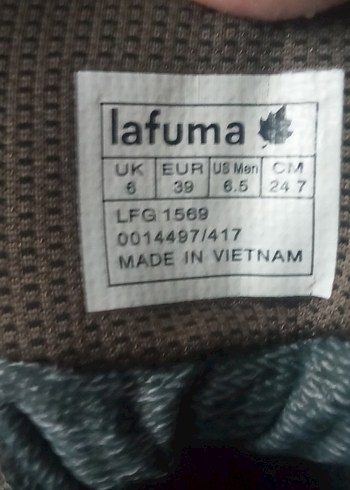 lafuma
UK EUR US Men CM
6 39 6.5 24.7
LFG 1569
0014497/417
MADE IN VIETNAM